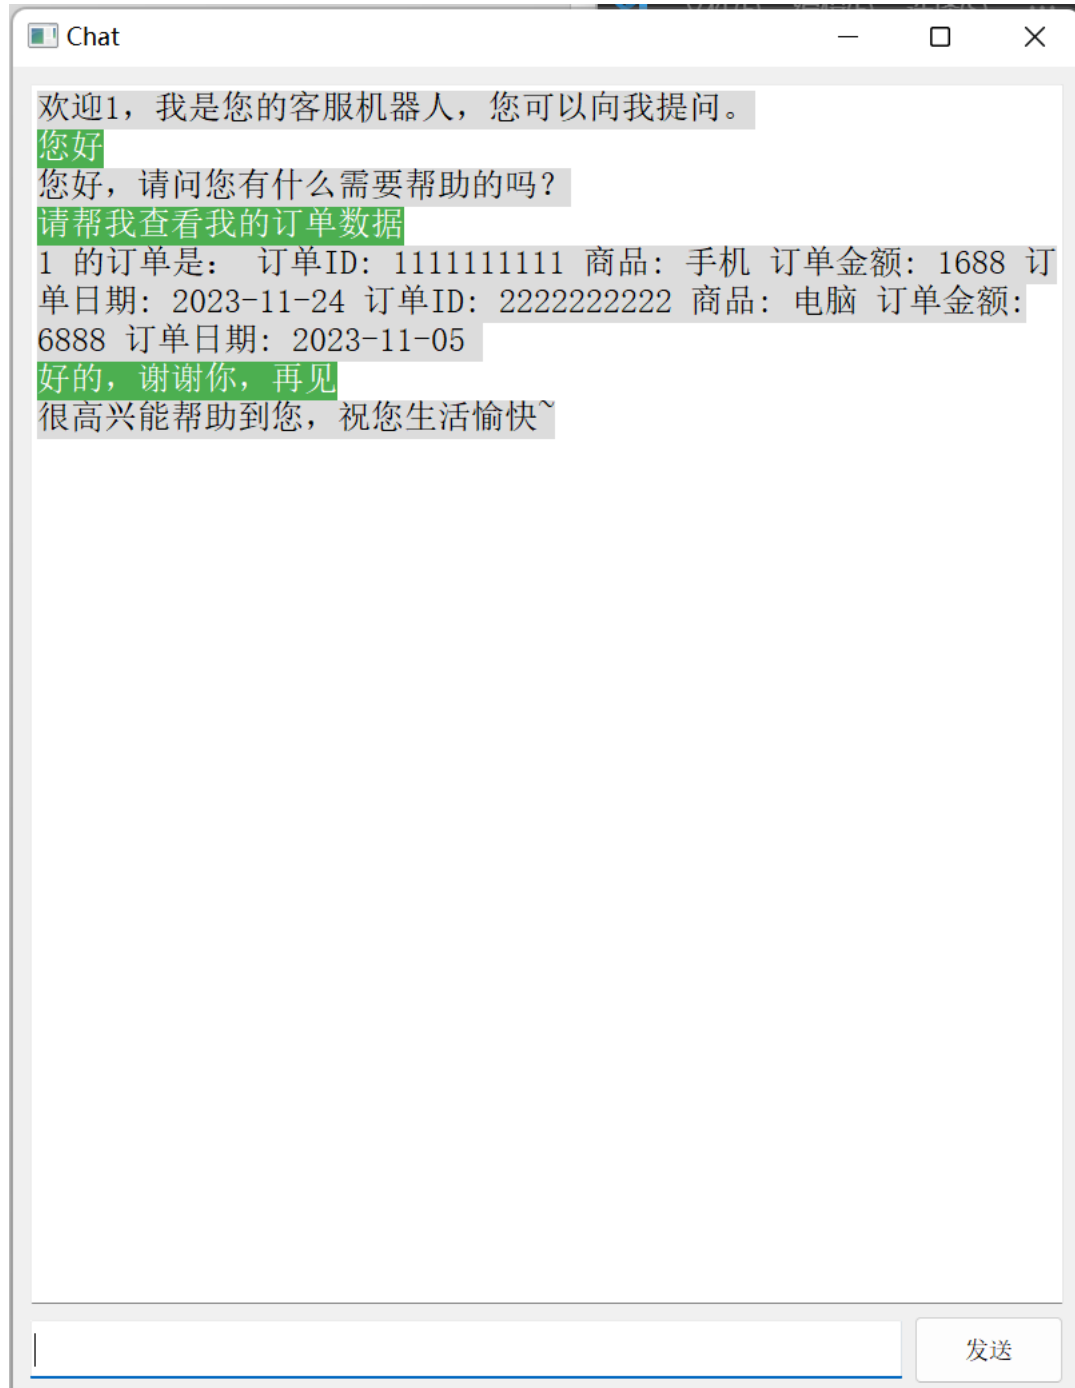 Chat
欢迎1，我是您的客服机器人，您可以向我提问。
您好
您好，请问您有什么需要帮助的吗？
请帮我查看我的订单数据
1 的订单是： 订单ID: 1111111111 商品: 手机 订单金额: 1688 订
单日期: 2023-11-24 订单ID: 2222222222 商品: 电脑 订单金额:
6888 订单日期: 2023-11-05
好的，谢谢你，再见
很高兴能帮助到您，祝您生活愉快~
发送